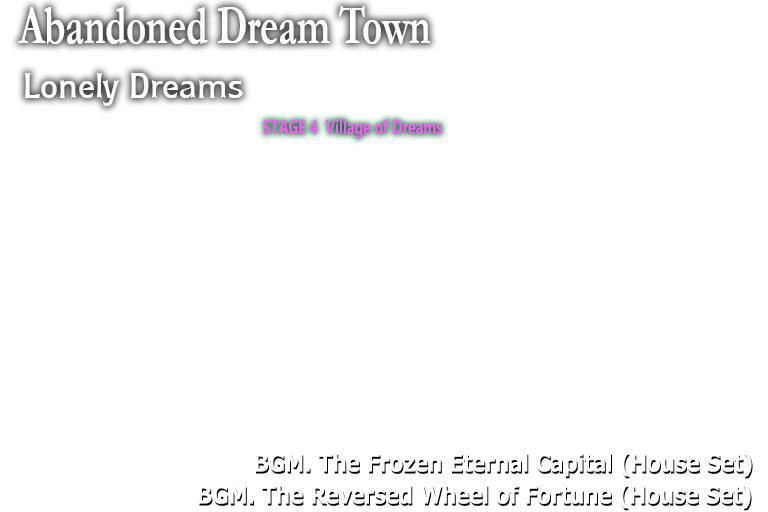 Abandoned Dream Town
Lonely Dreams
STAGE 4 Village of Dreams
BGM. The Frozen Eternal Capital (House Set)
BGM. The Reversed Wheel of Fortune (House Set)